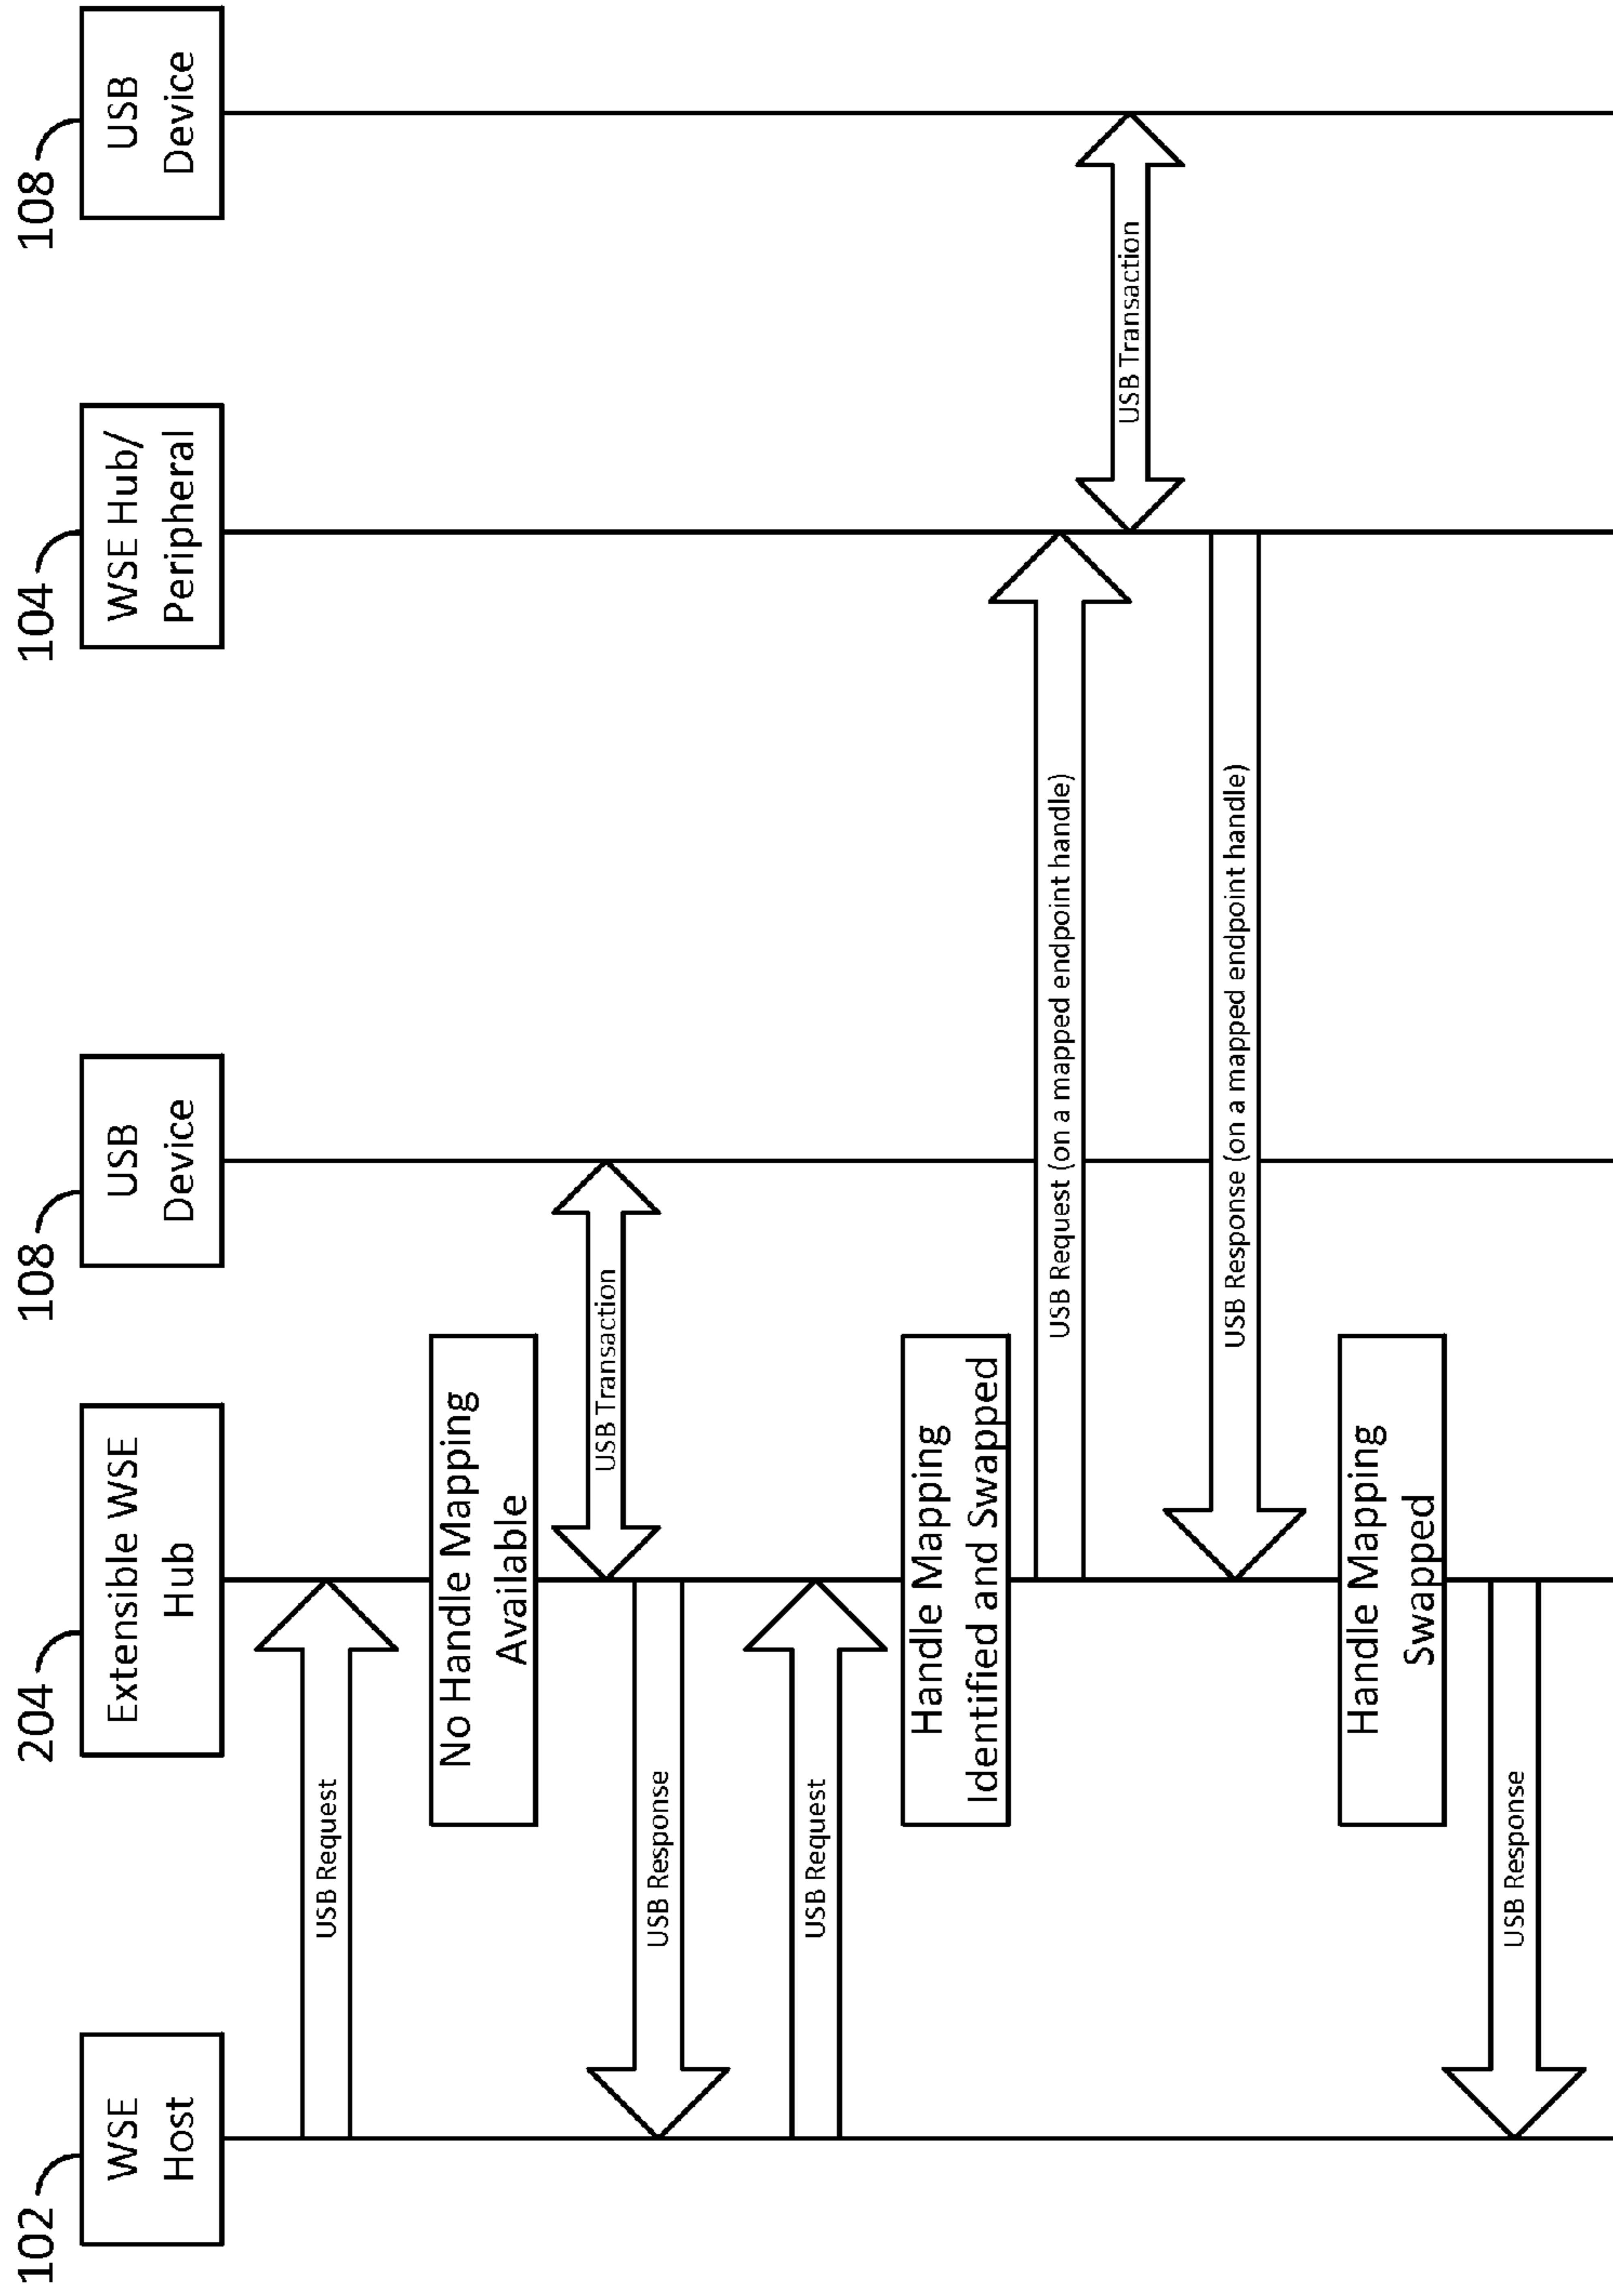 102
WSE
Host
204
Extensible WSE
Hub
108
USB
Device
104
WSE Hub/
Peripheral
108
USB
Device
USB Request
No Handle Mapping
Available
USB Transaction
USB Response
USB Request
Handle Mapping
Identified and Swapped
USB Request (on a mapped endpoint handle)
USB Transaction
USB Response (on a mapped endpoint handle)
Handle Mapping
Swapped
USB Response